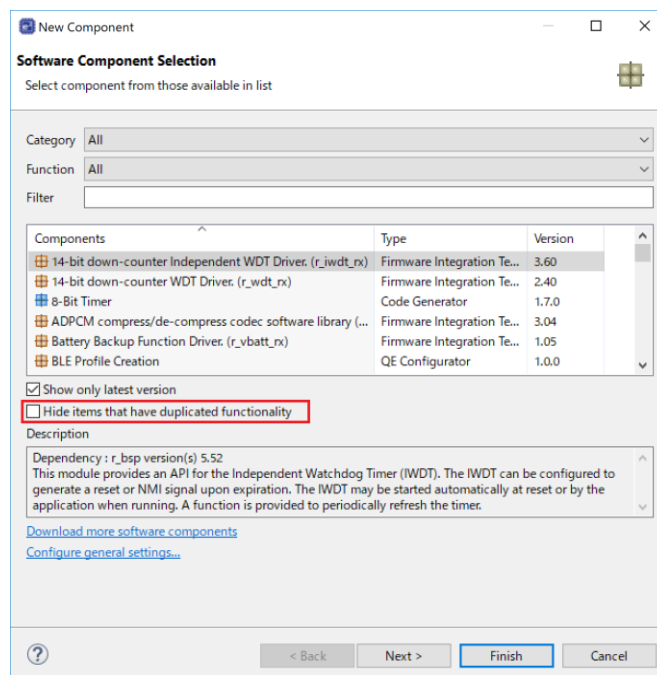 New Component
Software Component Selection
Select component from those available in list
Category All
Function All
Filter
Components Type Version
14-bit down-counter Independent WDT Driver. (r_iwdt_rx) Firmware Integration Te... 3.60
14-bit down-counter WDT Driver. (r_wdt_rx) Firmware Integration Te... 2.40
8-Bit Timer Code Generator 1.7.0
ADPCM compress/de-compress codec software library (... Firmware Integration Te... 3.04
Battery Backup Function Driver. (r_vbatt_rx) Firmware Integration Te... 1.05
BLE Profile Creation QE Configurator 1.0.0
Show only latest version
Hide items that have duplicated functionality
Description
Dependency : r_bsp version(s) 5.52
This module provides an API for the Independent Watchdog Timer (IWDT). The IWDT can be configured to
generate a reset or NMI signal upon expiration. The IWDT may be started automatically at reset or by the
application when running. A function is provided to periodically refresh the timer.
Download more software components
Configure general settings...
? < Back Next > Finish Cancel